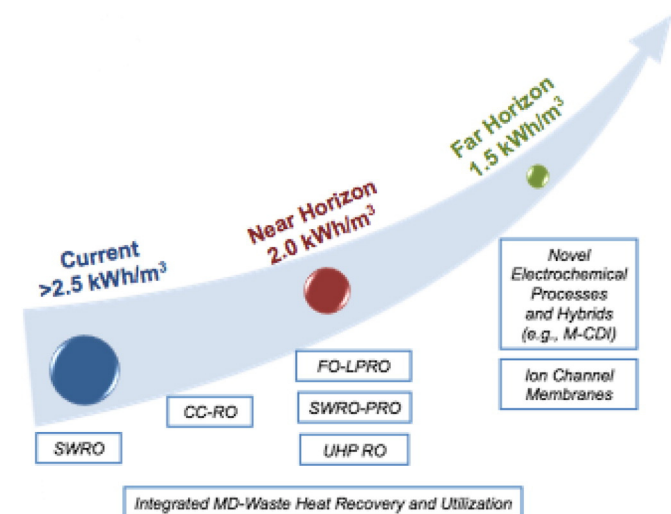 Current
>2.5 kWh/m³
Near Horizon
2.0 kWh/m³
Far Horizon
1.5 kWh/m³
SWRO
CC-RO
FO-LPRO
SWRO-PRO
UHP RO
Novel
Electrochemical
Processes
and Hybrids
(e.g., M-CDI)
Ion Channel
Membranes
Integrated MD-Waste Heat Recovery and Utilization